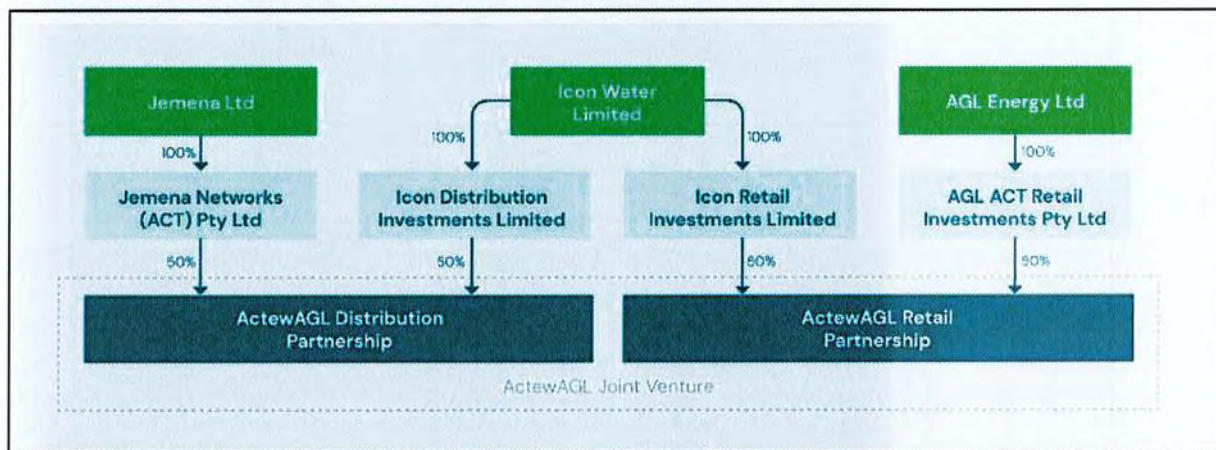 Jemena Ltd
Icon Water
Limited
AGL Energy Ltd
100%
100%
100%
100%
Jemena Networks
(ACT) Pty Ltd
Icon Distribution
Investments Limited
Icon Retail
Investments Limited
AGL ACT Retail
Investments Pty Ltd
50%
50%
50%
50%
ActewAGL Distribution
Partnership
ActewAGL Retail
Partnership
ActewAGL Joint Venture